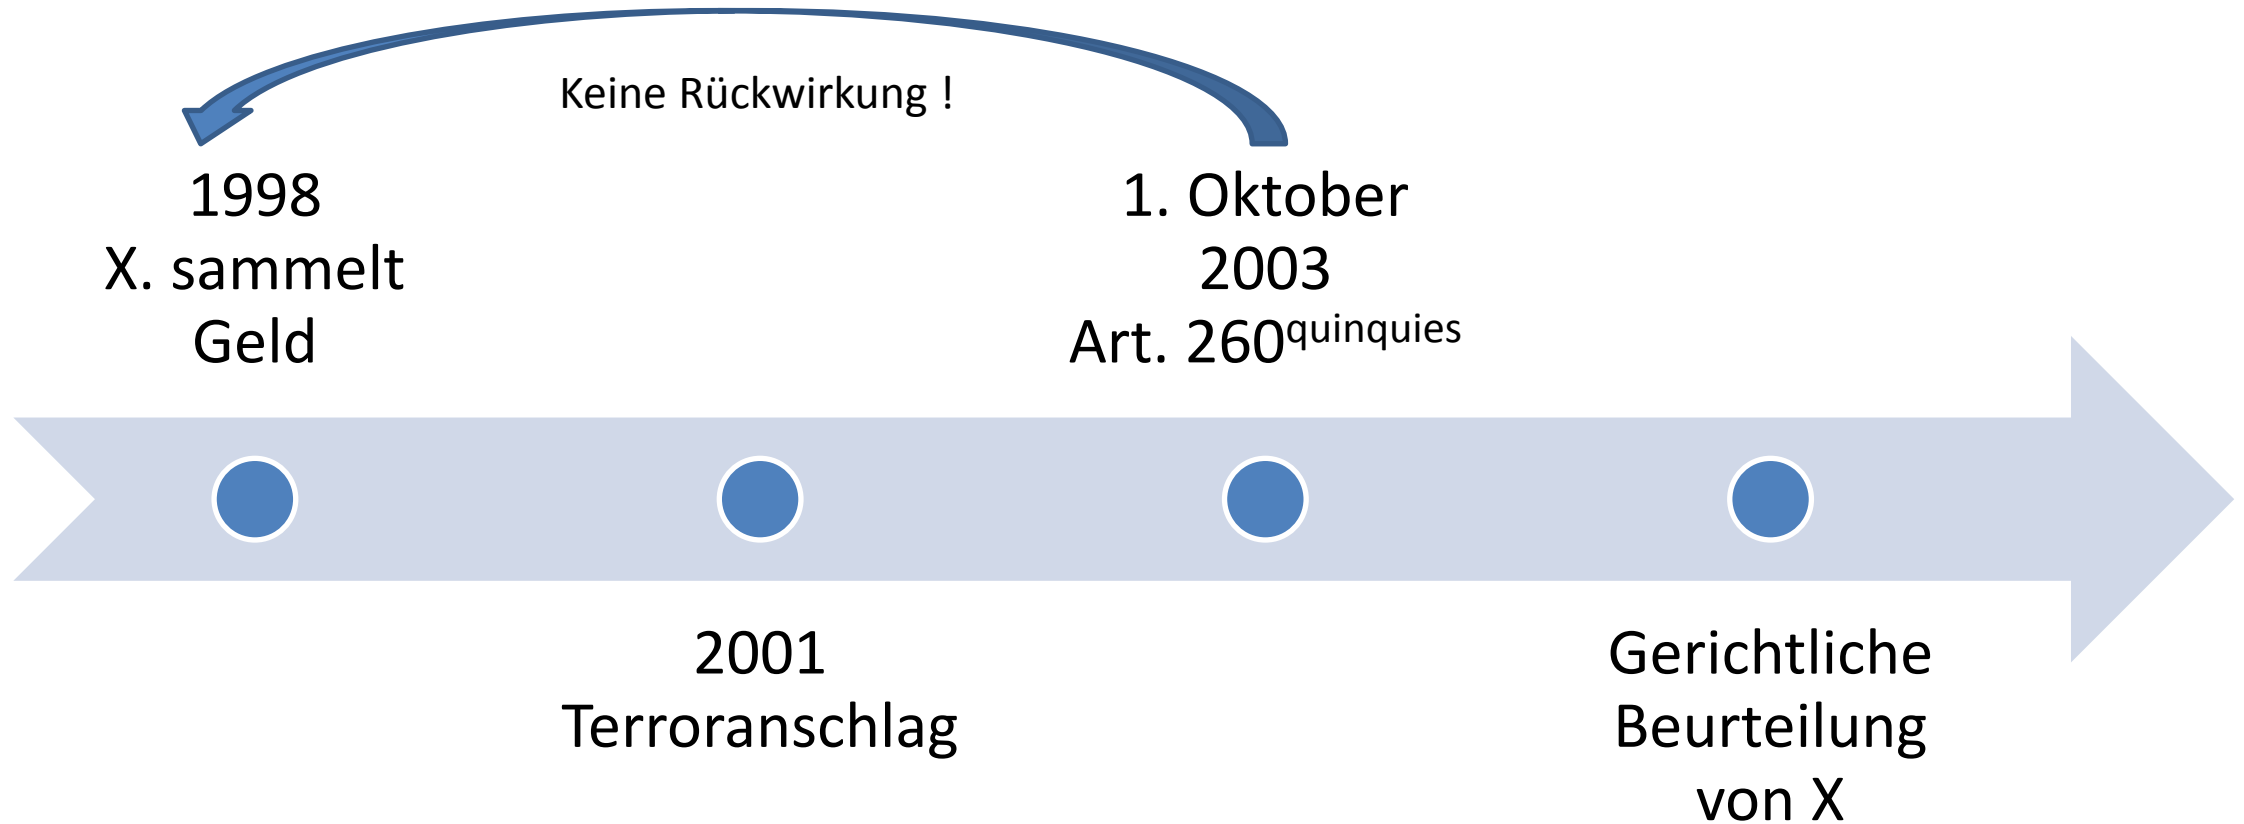 Keine Rückwirkung !
1998
X. sammelt
Geld
1. Oktober
2003
Art. 260quinquies
2001
Terroranschlag
Gerichtliche
Beurteilung
von X